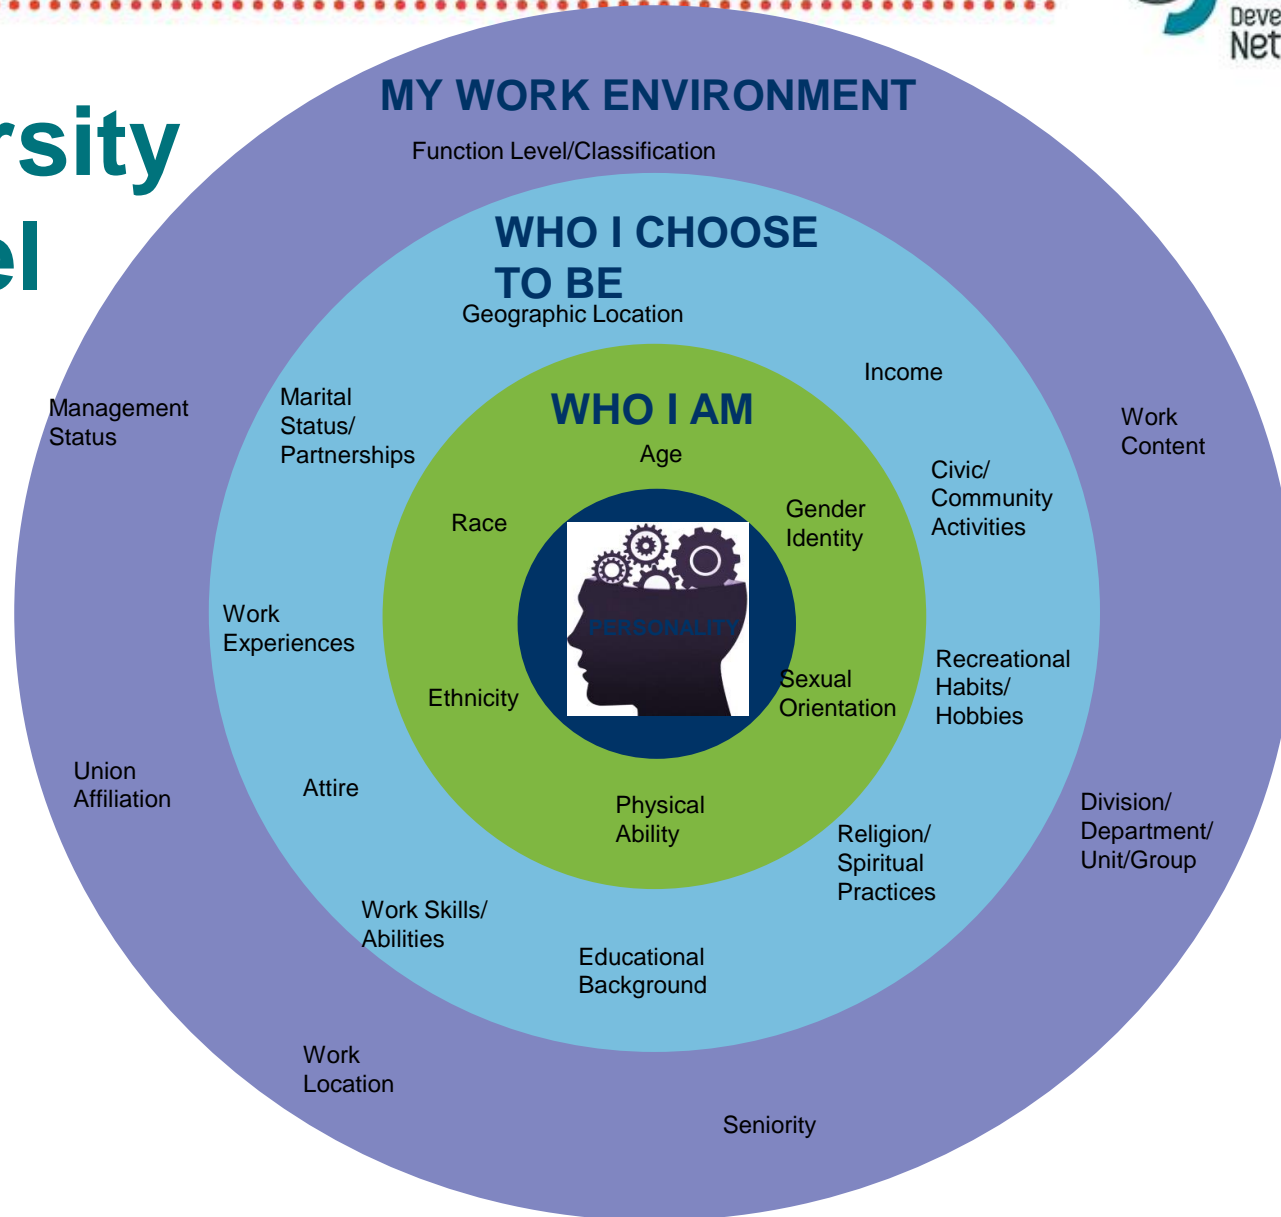 rsity
el
Deve
Net
MY WORK ENVIRONMENT
Function Level/Classification
WHO I CHOOSE
TO BE
Geographic Location
Income
Marital
Status/
Partnerships
Management
Status
Work
Content
WHO I AM
Age
Civic/
Community
Activities
Race
Gender
Identity
PERSONALITY
Work
Experiences
Recreational
Habits/
Hobbies
Ethnicity
Sexual
Orientation
Union
Affiliation
Attire
Physical
Ability
Religion/
Spiritual
Practices
Division/
Department/
Unit/Group
Work Skills/
Abilities
Educational
Background
Work
Location
Seniority